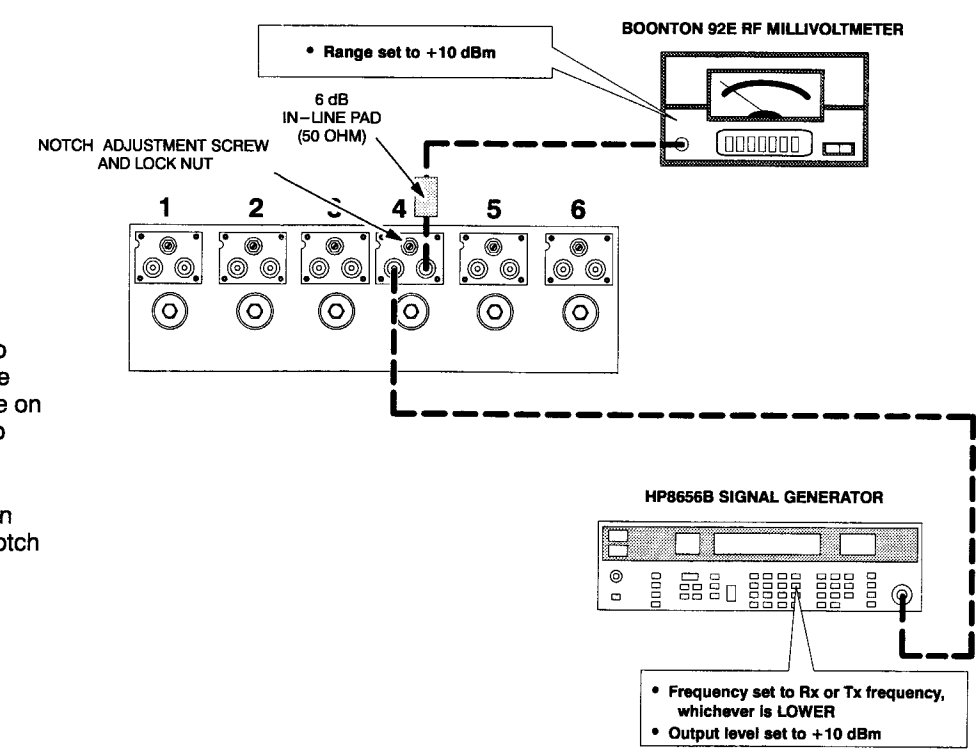 BOONTON 92E RF MILLIVOLTMETER
• Range set to +10 dBm
6 dB
IN-LINE PAD
(50 OHM)
NOTCH ADJUSTMENT SCREW
AND LOCK NUT
1 2 4 5 6
e on
n
otch
HP8656B SIGNAL GENERATOR
• Frequency set to Rx or Tx frequency,
whichever is LOWER
• Output level set to +10 dBm